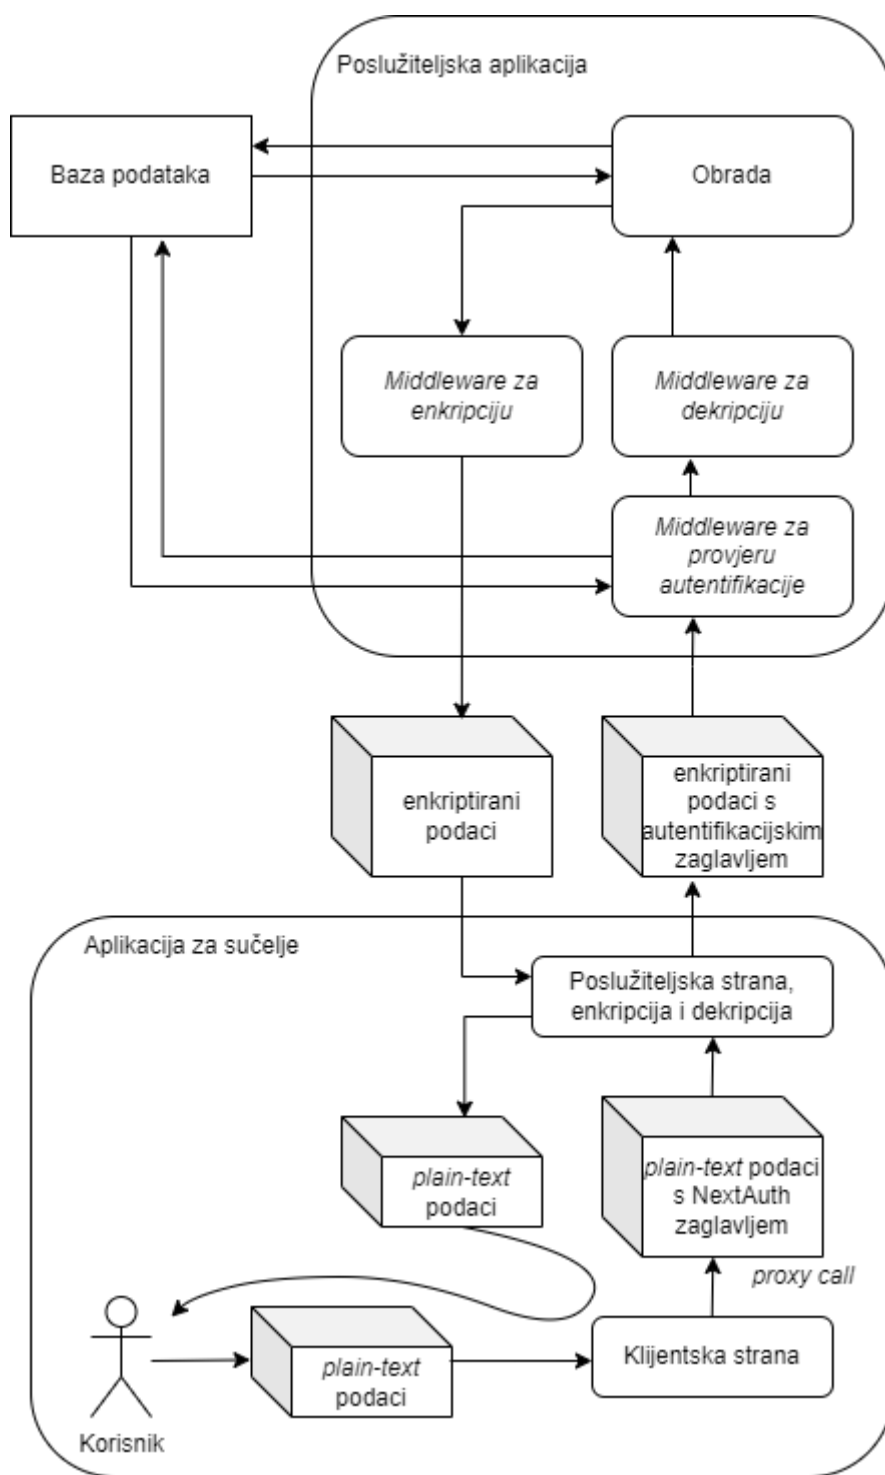 Poslužiteljska aplikacija
Baza podataka
Obrada
Middleware za
enkripciju
Middleware za
dekripciju
Middleware za
provjeru
autentifikacije
enkriptirani
podaci
enkriptirani
podaci s
autentifikacijskim
zaglavljem
Aplikacija za sučelje
Poslužiteljska strana,
enkripcija i dekripcija
plain-text
podaci
plain-text podaci
s NextAuth
zaglavljem
proxy call
plain-text
podaci
Klijentska strana
Korisnik